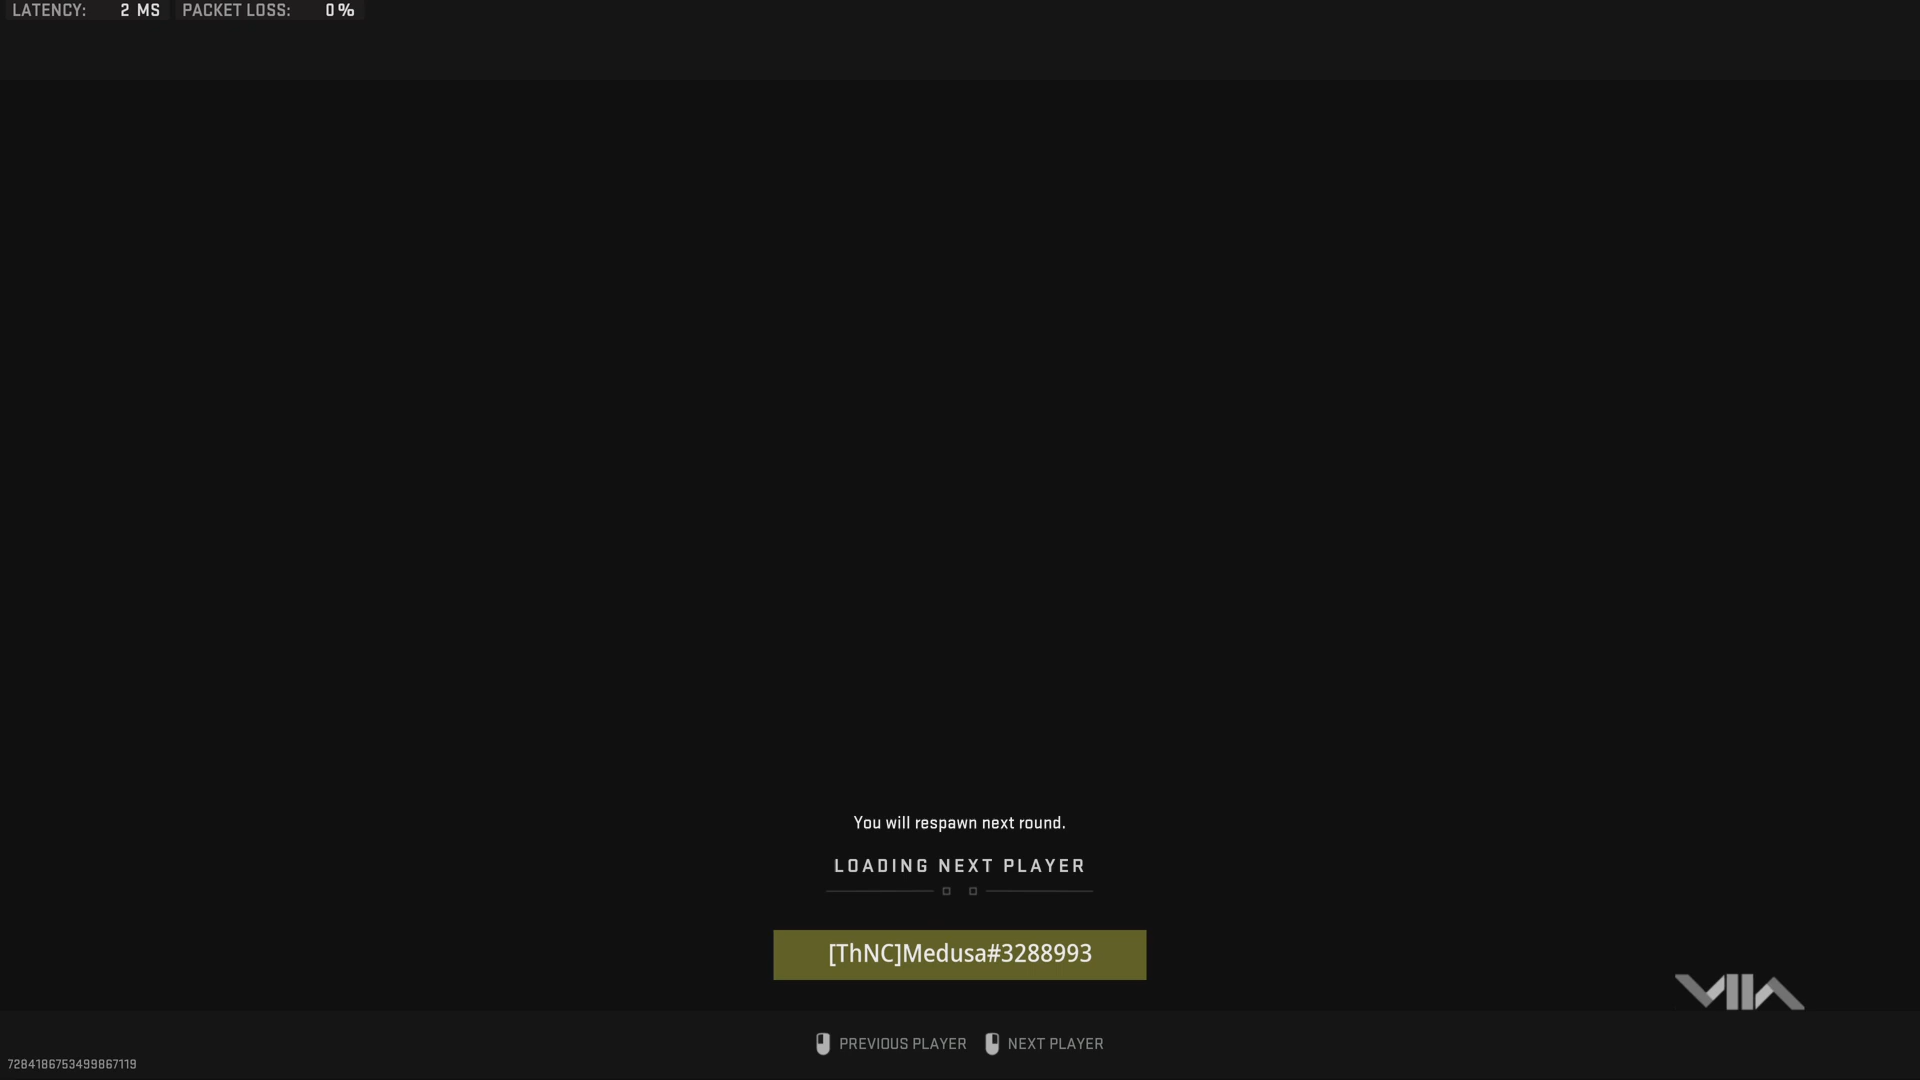 LATENCY: 2 MS PACKET LOSS: 0%
You will respawn next round.
LOADING NEXT PLAYER
[ThNC]Medusa#3288993
PREVIOUS PLAYER NEXT PLAYER
7284186753499867119